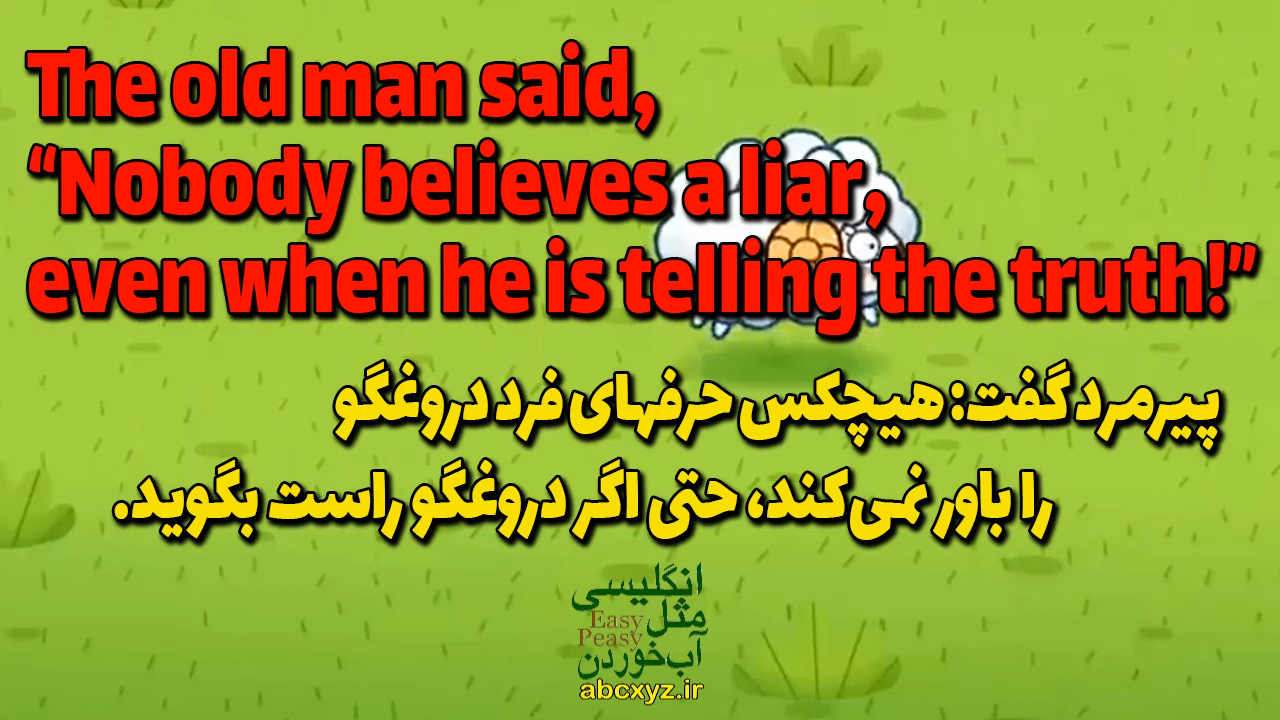 The old man said,
“Nobody believes a liar,
even when he is telling the truth!”
پیرمرد گفت: هیچکس حرفهای فرد دروغگو
را باور نمی‌کند، حتی اگر دروغگو راست بگوید.
انگلیسی
مثل
Easy
Peasy
آب‌خوردن
abcxyz.ir